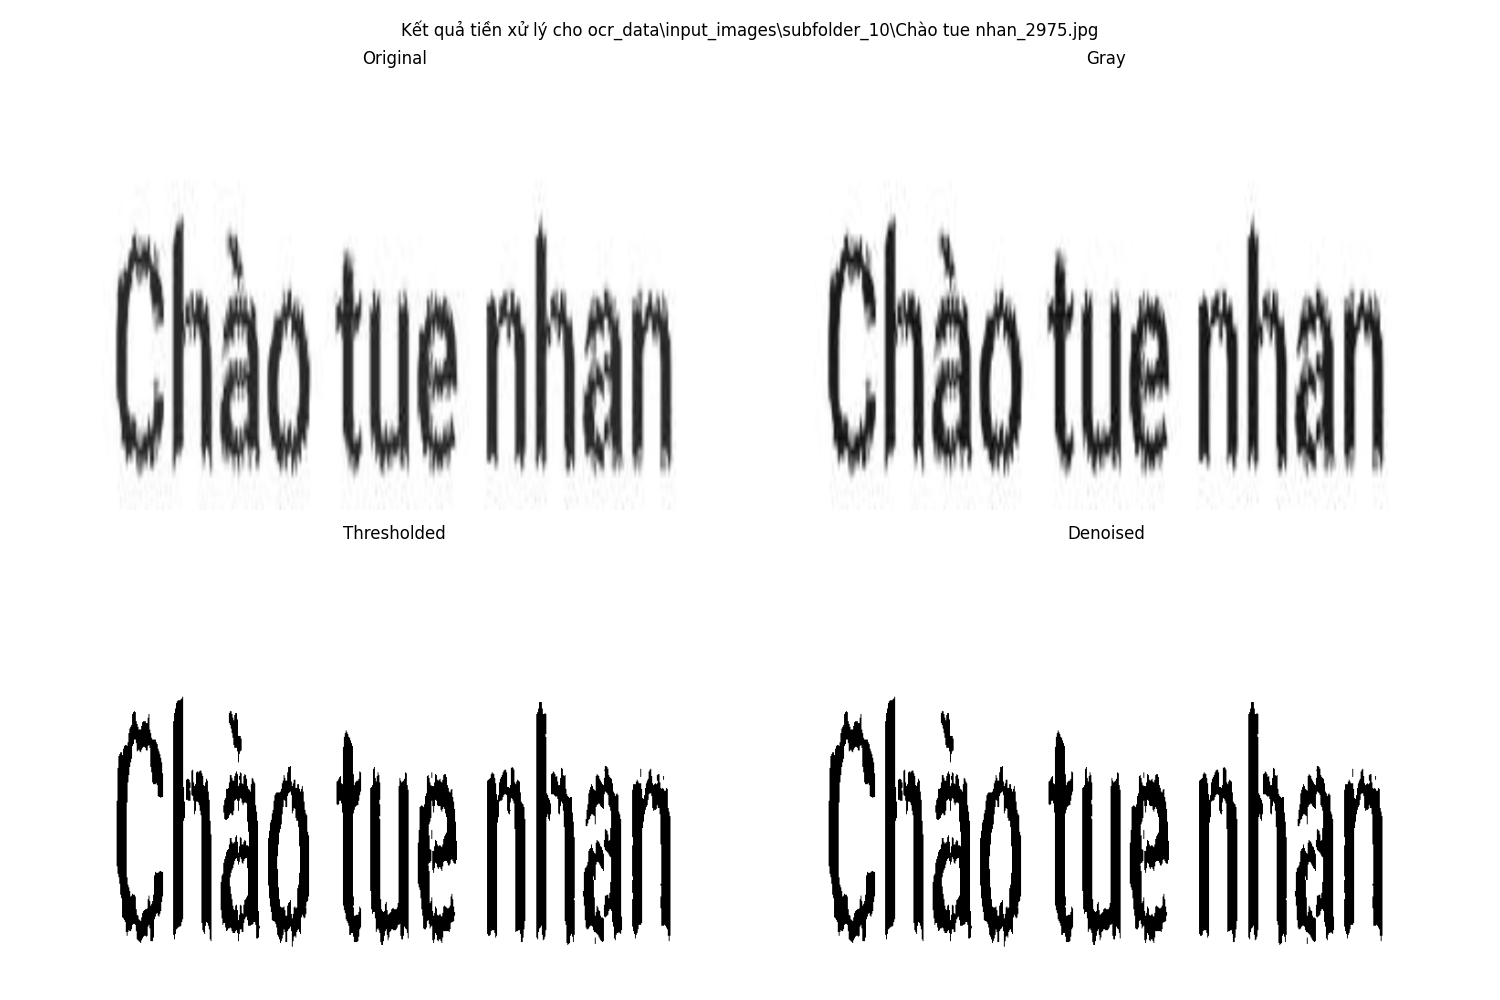 Kết quả tiền xử lý cho ocr_data\input_images\subfolder_10\Chào tue nhan_2975.jpg
Original
Gray
Chào tue nhan
Chào tue nhan
Thresholded
Denoised
Chào tue nhan
Chào tue nhan